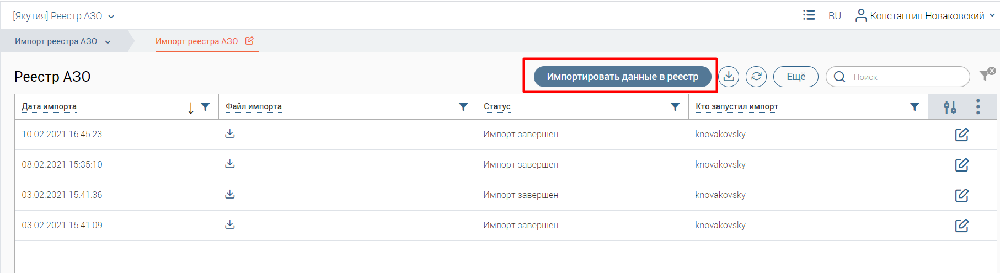 [Якутия] Реестр АЗО
RU Константин Новаковский
Импорт реестра АЗО Импорт реестра АЗО
Реестр АЗО Импортировать данные в реестр Ещё Поиск
Дата импорта Файл импорта Статус Кто запустил импорт
10.02.2021 16:45:23 Импорт завершен knovakovsky
08.02.2021 15:35:10 Импорт завершен knovakovsky
03.02.2021 15:41:36 Импорт завершен knovakovsky
03.02.2021 15:41:09 Импорт завершен knovakovsky